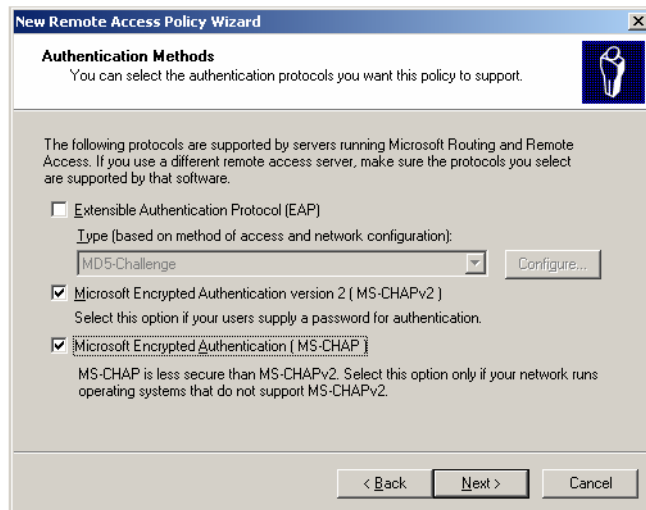 New Remote Access Policy Wizard
Authentication Methods
You can select the authentication protocols you want this policy to support.
The following protocols are supported by servers running Microsoft Routing and Remote
Access. If you use a different remote access server, make sure the protocols you select
are supported by that software.
Extensible Authentication Protocol (EAP)
Type (based on method of access and network configuration):
MD5-Challenge
Configure...
Microsoft Encrypted Authentication version 2 ( MS-CHAPv2 )
Select this option if your users supply a password for authentication.
Microsoft Encrypted Authentication ( MS-CHAP )
MS-CHAP is less secure than MS-CHAPv2. Select this option only if your network runs
operating systems that do not support MS-CHAPv2.
< Back
Next >
Cancel